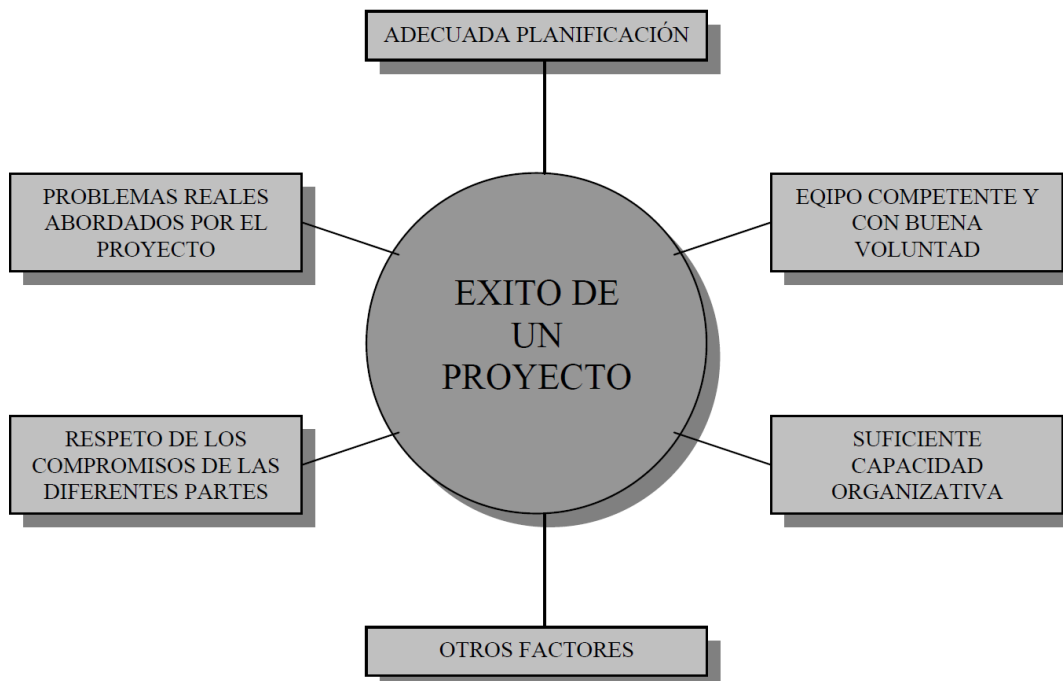 ADECUADA PLANIFICACIÓN
PROBLEMAS REALES
ABORDADOS POR EL
PROYECTO
EQIPO COMPETENTE Y
CON BUENA
VOLUNTAD
EXITO DE
UN
PROYECTO
RESPETO DE LOS
COMPROMISOS DE LAS
DIFERENTES PARTES
SUFICIENTE
CAPACIDAD
ORGANIZATIVA
OTROS FACTORES